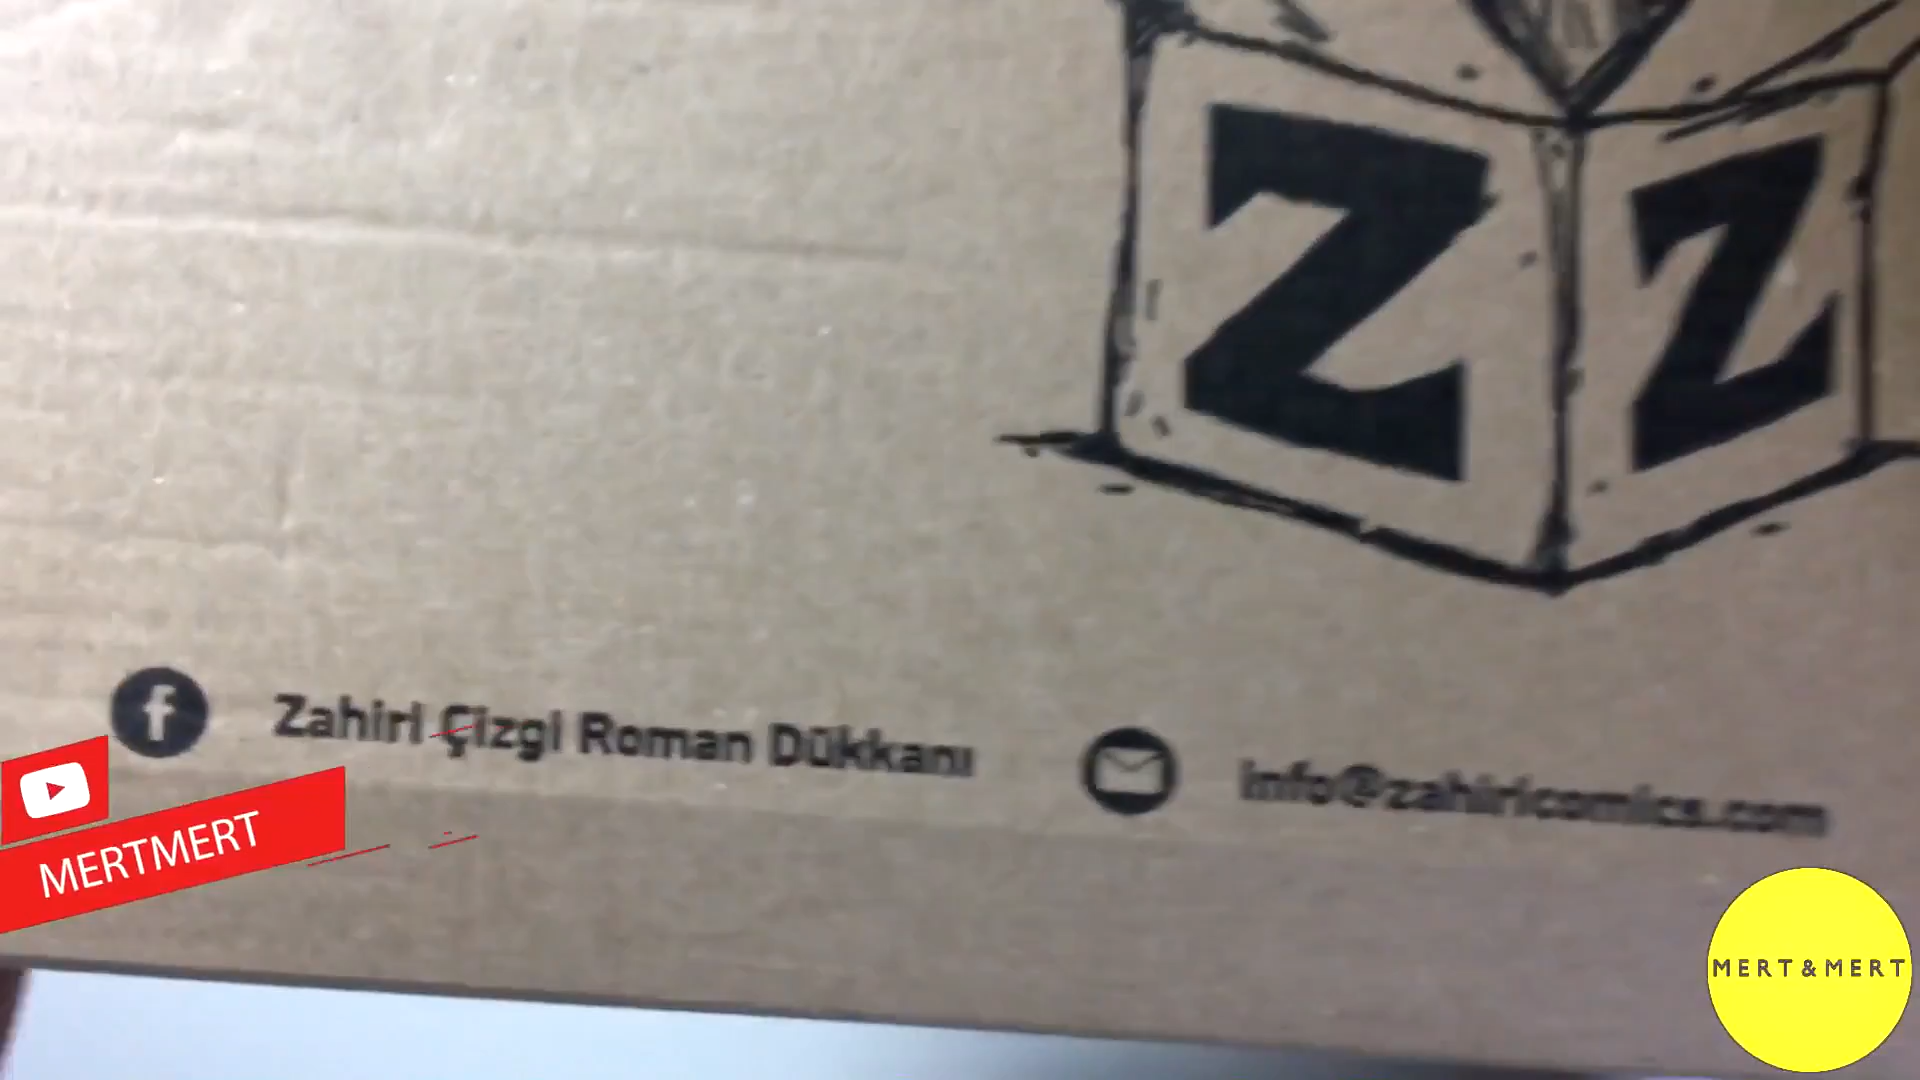 Z Z
Zahiri Çizgi Roman Dükkanı
info@zahiricomics.com
MERTMERT
MERT&MERT